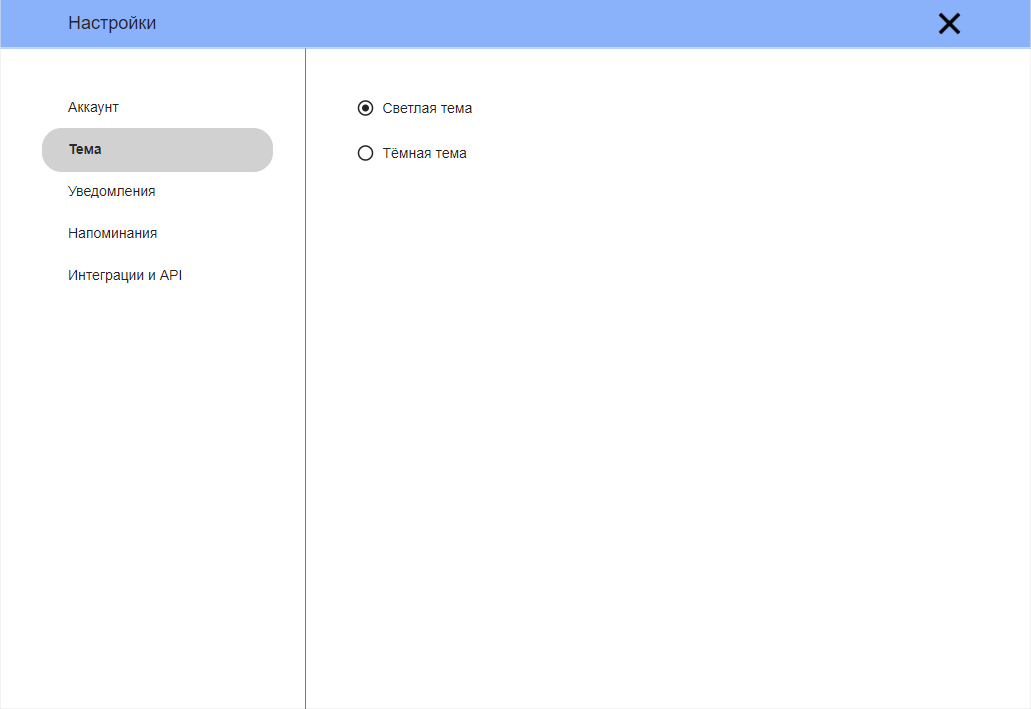 Настройки
Аккаунт
Тема
Уведомления
Напоминания
Интеграции и API
Светлая тема
Тёмная тема